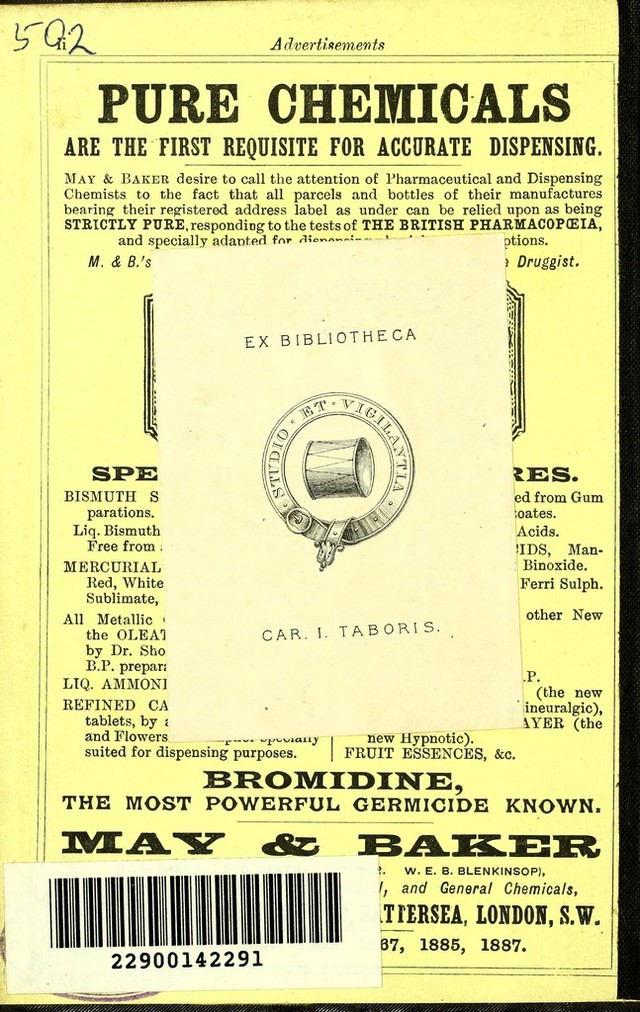 502
ii Advertisements
PURE CHEMICALS
ARE THE FIRST REQUISITE FOR ACCURATE DISPENSING.
MAY & BAKER desire to call the attention of Pharmaceutical and Dispensing
Chemists to the fact that all parcels and bottles of their manufactures
bearing their registered address label as under can be relied upon as being
STRICTLY PURE, responding to the tests of THE BRITISH PHARMACOPŒIA,
and specially adapted for dispensing
ptions.
M. & B.'s
Druggist.
EX BIBLIOTHECA
STUDIO · ET · VIGILANTIA
CAR. I. TABORIS.
SPE
RES.
BISMUTH S
parations.
Liq. Bismuth
Free from
MERCURIAL
Red, White
Sublimate,
All Metallic
the OLEAT
by Dr. Sho
B.P. prepara
LIQ. AMMONI
REFINED CA
tablets, by
and Flowers specially
suited for dispensing purposes.
ed from Gum
oates.
Acids.
IDS, Man-
Binoxide.
Ferri Sulph.
other New
.P.
(the new
ineuralgic),
AYER (the
new Hypnotic).
FRUIT ESSENCES, &c.
BROMIDINE,
THE MOST POWERFUL GERMICIDE KNOWN.
MAY & BAKER
W. E. B. BLENKINSOP),
l, and General Chemicals,
ATTERSEA, LONDON, S.W.
67, 1885, 1887.
22900142291